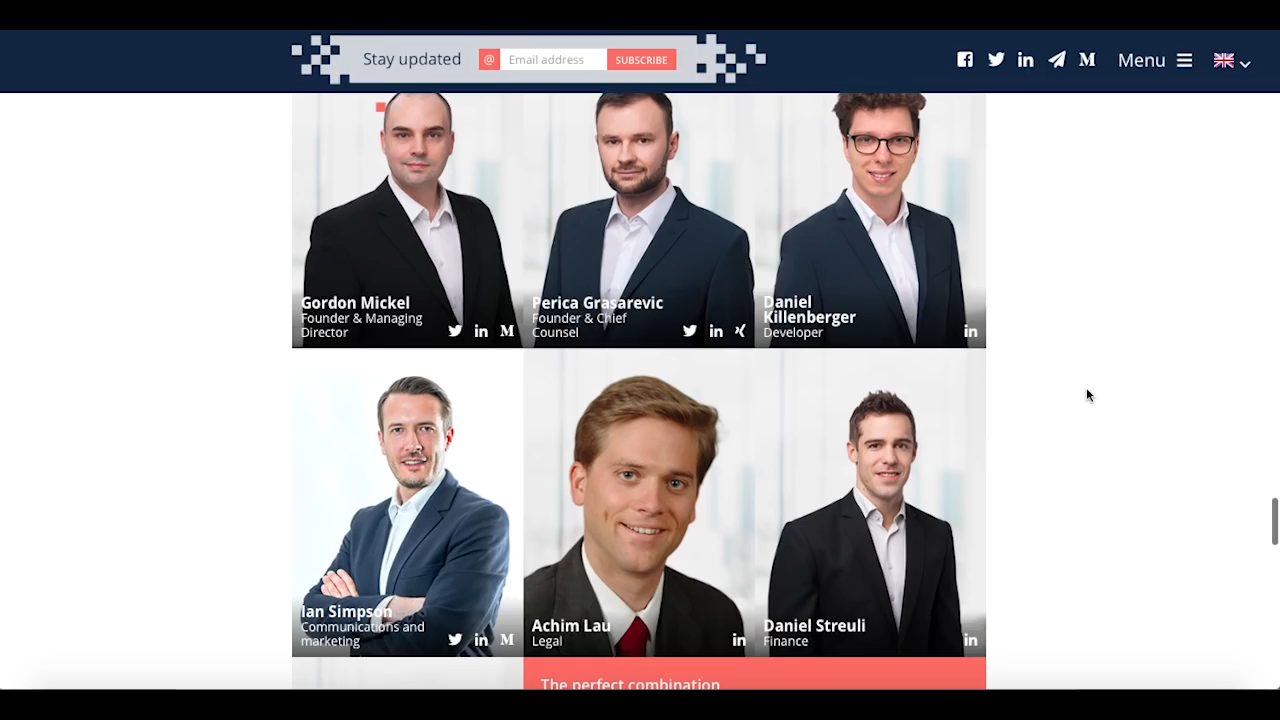 Stay updated
@ Email address SUBSCRIBE
Menu
Gordon Mickel
Founder & Managing
Director
Perica Grasarevic
Founder & Chief
Counsel
Daniel
Killenberger
Developer
Ian Simpson
Communications and
marketing
Achim Lau
Legal
Daniel Streuli
Finance
The perfect combination